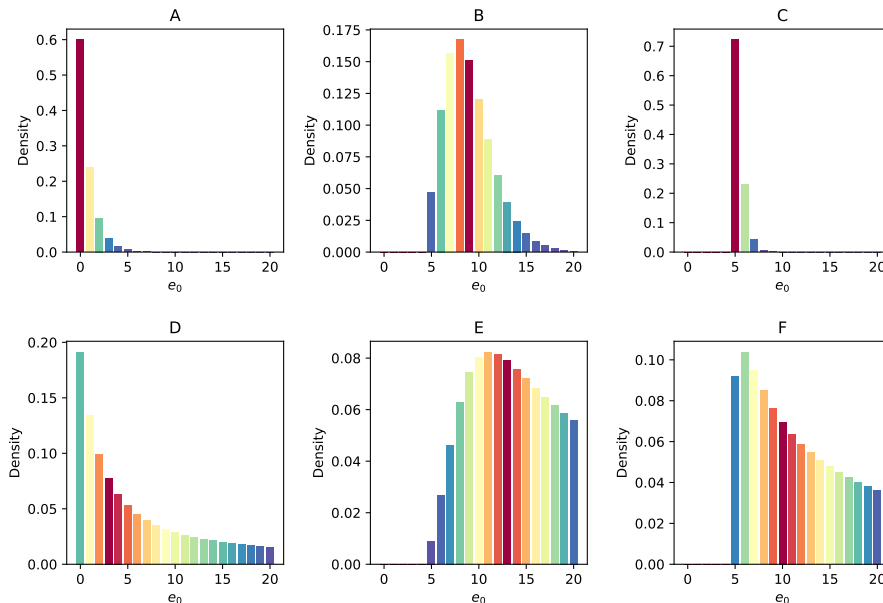 A
B
C
Density
0.6
0.5
0.4
0.3
0.2
0.1
0.0
0 5 10 15 20
e₀
Density
0.175
0.150
0.125
0.100
0.075
0.050
0.025
0.000
0 5 10 15 20
e₀
Density
0.7
0.6
0.5
0.4
0.3
0.2
0.1
0.0
0 5 10 15 20
e₀
D
E
F
Density
0.20
0.15
0.10
0.05
0.00
0 5 10 15 20
e₀
Density
0.08
0.06
0.04
0.02
0.00
0 5 10 15 20
e₀
Density
0.10
0.08
0.06
0.04
0.02
0.00
0 5 10 15 20
e₀